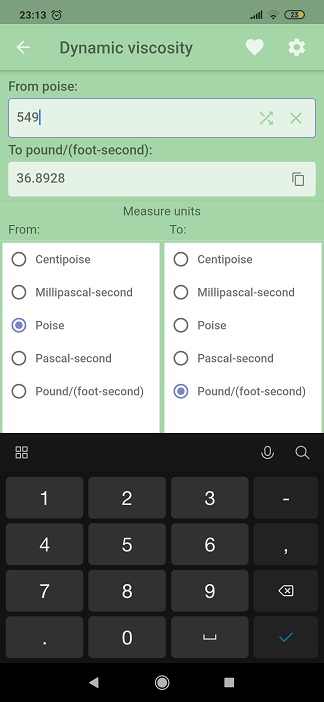 23:13 23
Dynamic viscosity
From poise:
549
To pound/(foot-second):
36.8928
Measure units
From: To:
Centipoise Centipoise
Millipascal-second Millipascal-second
Poise Poise
Pascal-second Pascal-second
Pound/(foot-second) Pound/(foot-second)
1 2 3 -
4 5 6 ,
7 8 9
. 0